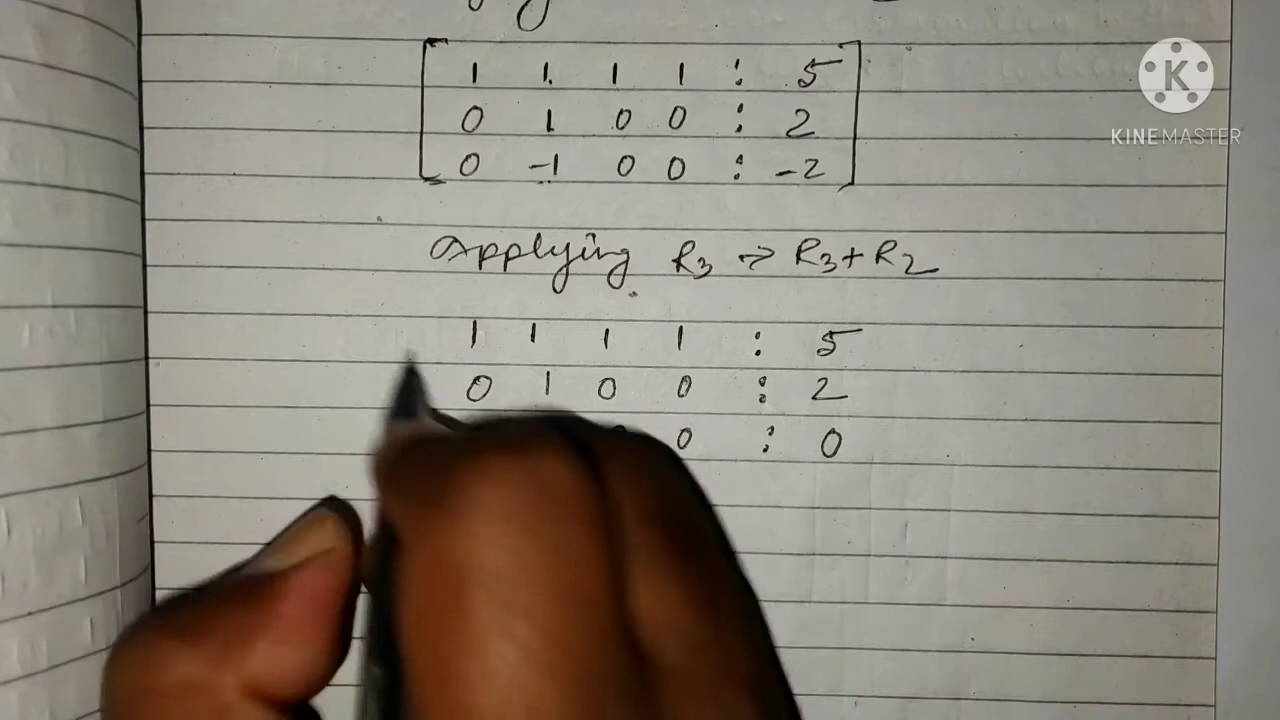 1 1 1 1 : 5
0 1 0 0 : 2
0 -1 0 0 : -2
K
KINEMASTER
Applying R3 → R3+R2
1 1 1 1 : 5
0 1 0 0 : 2
0 : 0